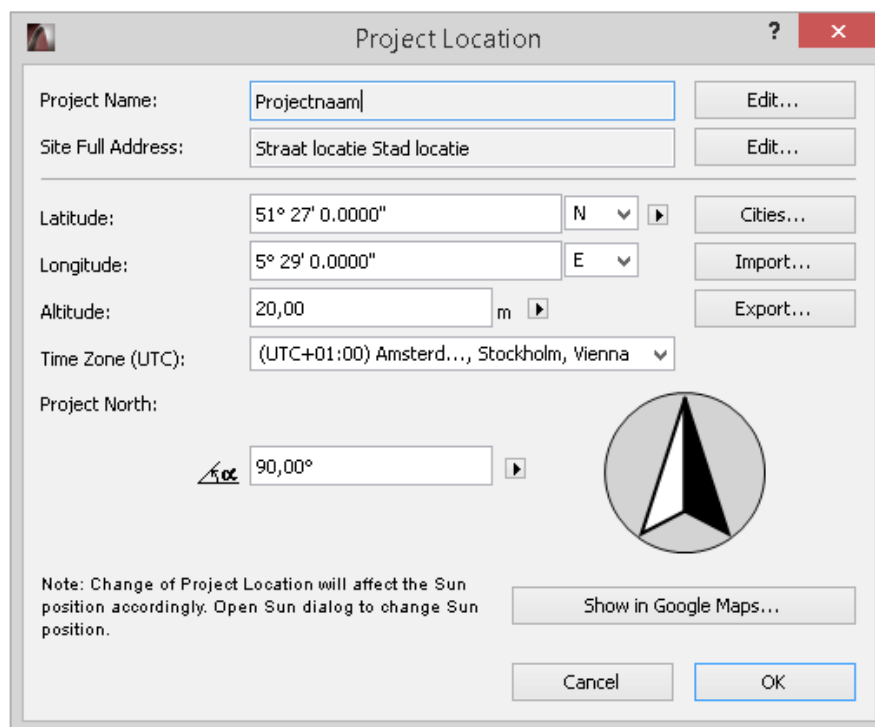 Project Location
?
Project Name: Projectnaam Edit...
Site Full Address: Straat locatie Stad locatie Edit...
Latitude: 51° 27' 0.0000" N Cities...
Longitude: 5° 29' 0.0000" E Import...
Altitude: 20,00 m Export...
Time Zone (UTC): (UTC+01:00) Amsterd..., Stockholm, Vienna
Project North:
α 90,00°
Note: Change of Project Location will affect the Sun
position accordingly. Open Sun dialog to change Sun
position.
Show in Google Maps...
Cancel OK